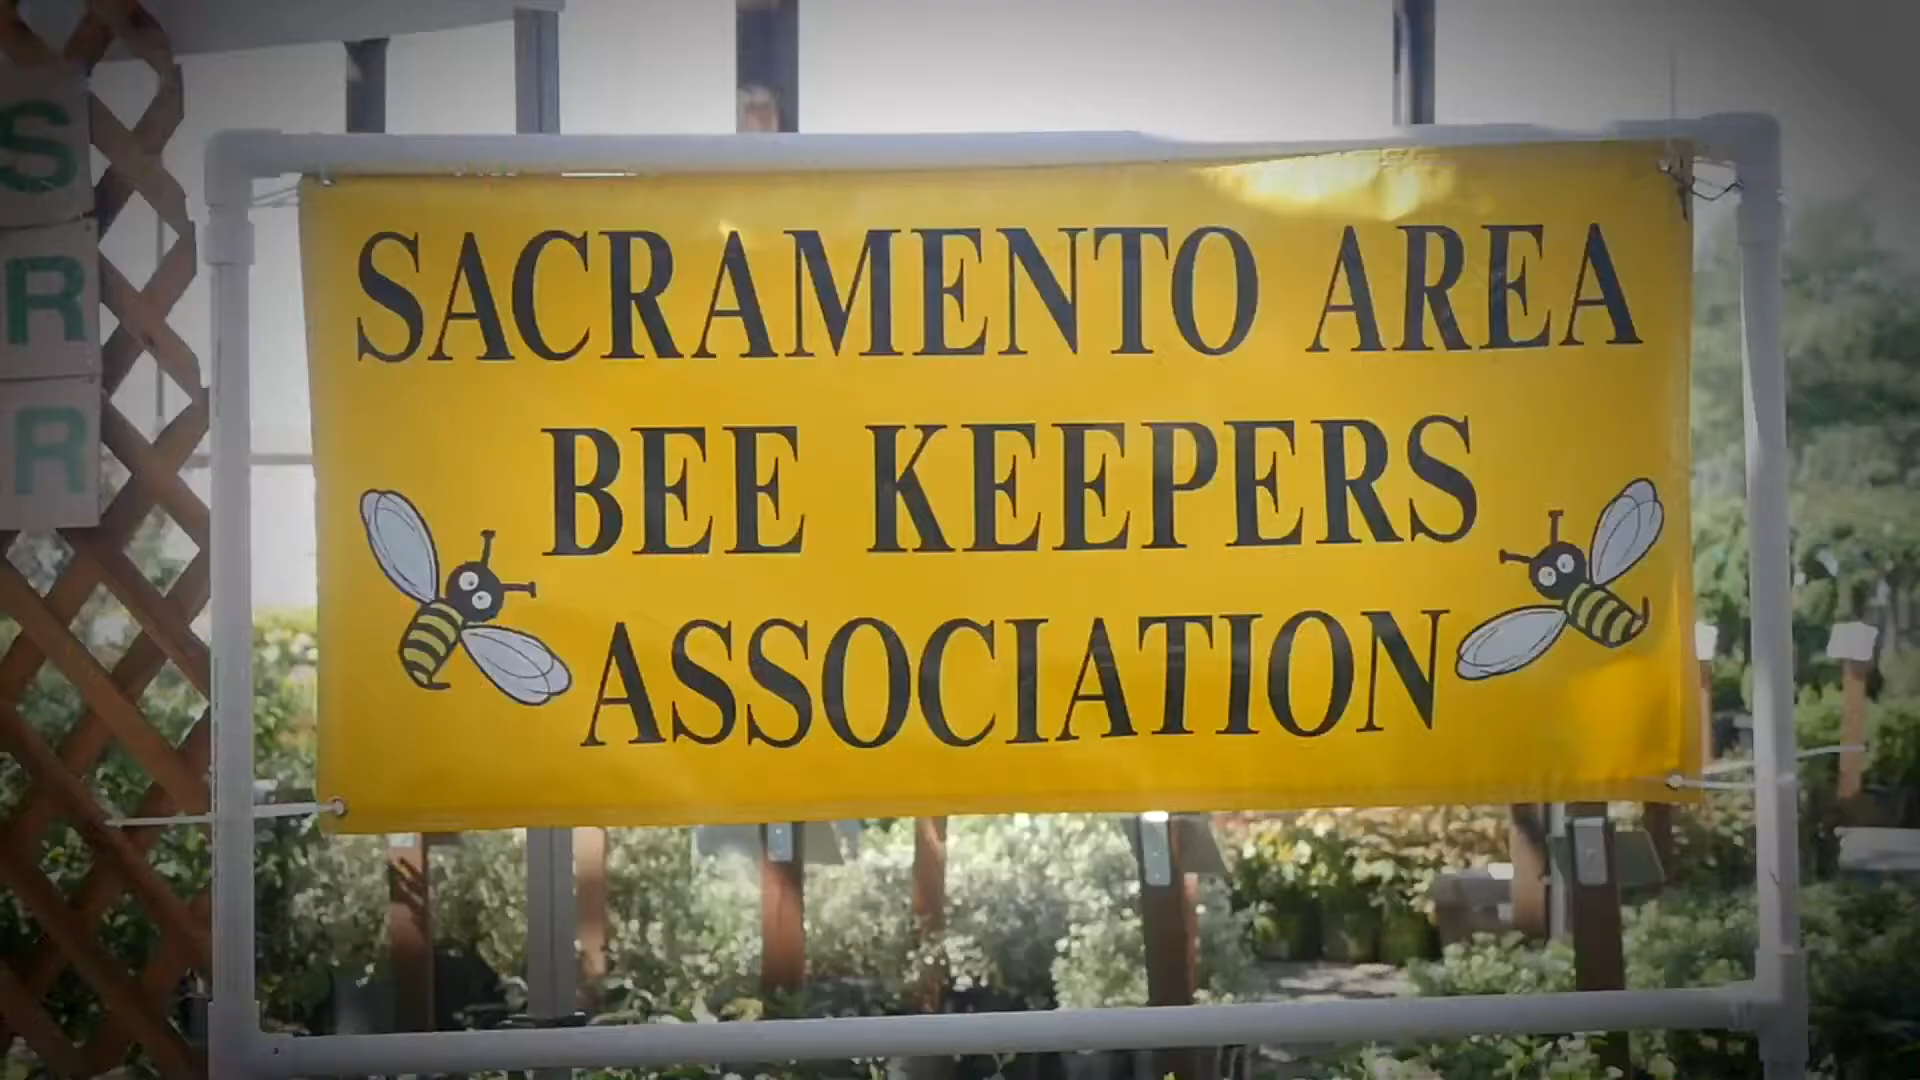 SACRAMENTO AREA
BEE KEEPERS
ASSOCIATION
S
R
R